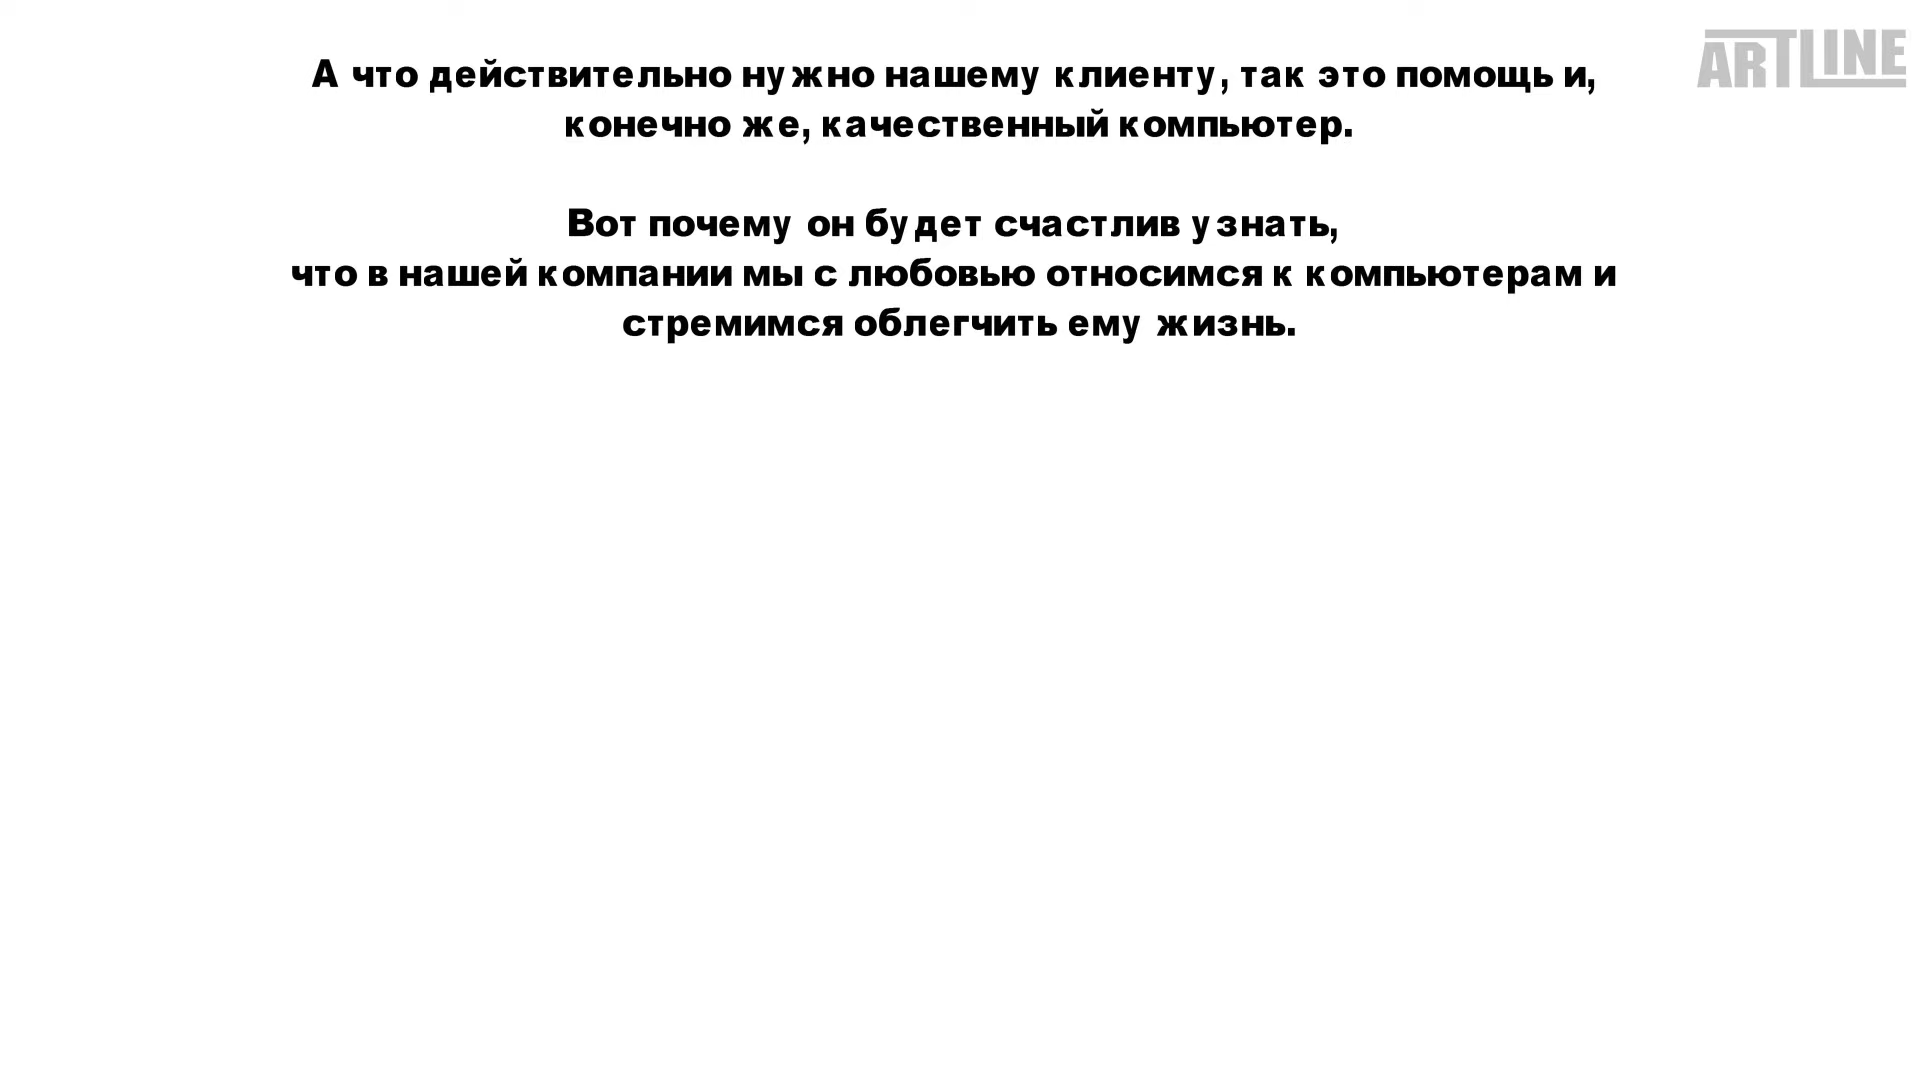 ARTLINE
А что действительно нужно нашему клиенту, так это помощь и,
конечно же, качественный компьютер.
Вот почему он будет счастлив узнать,
что в нашей компании мы с любовью относимся к компьютерам и
стремимся облегчить ему жизнь.